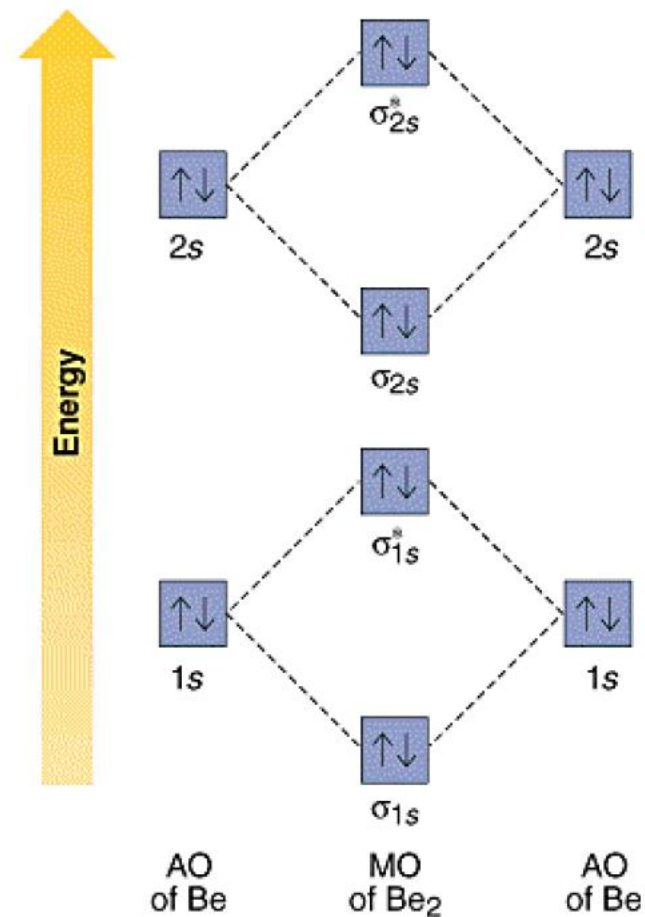 ↑↓
σ*2s
↑↓ ↑↓
2s 2s
↑↓
σ2s
Energy
↑↓
σ*1s
↑↓ ↑↓
1s 1s
↑↓
σ1s
AO MO AO
of Be of Be₂ of Be